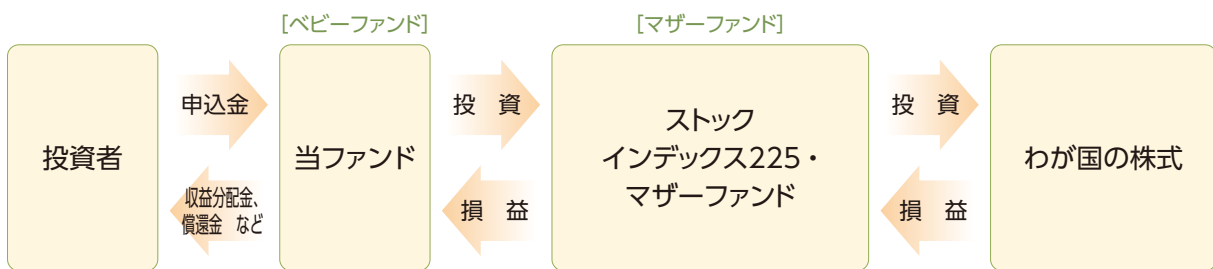 [ベビーファンド]
[マザーファンド]
投資者
申込金
収益分配金、
償還金 など
当ファンド
投 資
損 益
ストック
インデックス225・
マザーファンド
投 資
損 益
わが国の株式